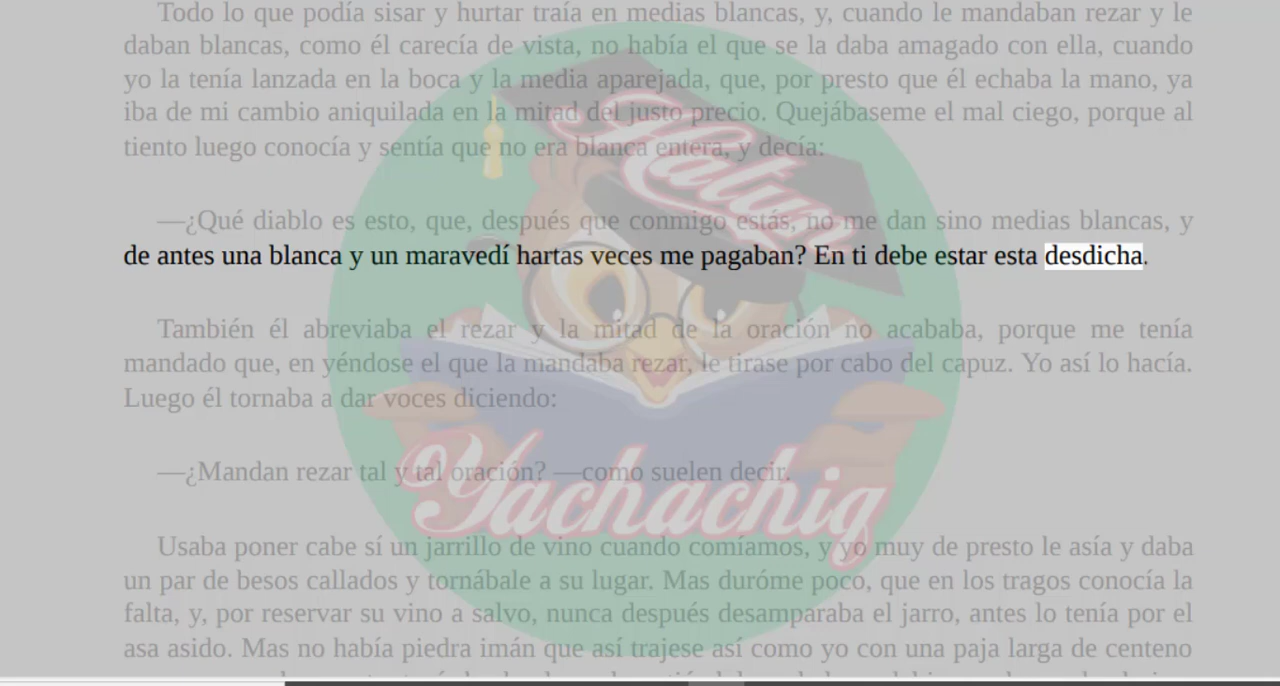 Todo lo que podía sisar y hurtar traía en medias blancas, y, cuando le mandaban rezar y le
daban blancas, como él carecía de vista, no había el que se la daba amagado con ella, cuando
yo la tenía lanzada en la boca y la media aparejada, que, por presto que él echaba la mano, ya
iba de mi cambio aniquilada en la mitad del justo precio. Quejábaseme el mal ciego, porque al
tiento luego conocía y sentía que no era blanca entera, y decía:
—¿Qué diablo es esto, que, después que conmigo estás, no me dan sino medias blancas, y
de antes una blanca y un maravedí hartas veces me pagaban? En ti debe estar esta desdicha.
También él abreviaba el rezar y la mitad de la oración no acababa, porque me tenía
mandado que, en yéndose el que la mandaba rezar, le tirase por cabo del capuz. Yo así lo hacía.
Luego él tornaba a dar voces diciendo:
—¿Mandan rezar tal y tal oración? —como suelen decir.
Usaba poner cabe sí un jarrillo de vino cuando comíamos, y yo muy de presto le asía y daba
un par de besos callados y tornábale a su lugar. Mas duróme poco, que en los tragos conocía la
falta, y, por reservar su vino a salvo, nunca después desamparaba el jarro, antes lo tenía por el
asa asido. Mas no había piedra imán que así trajese así como yo con una paja larga de centeno
Hatun
Yachachiq